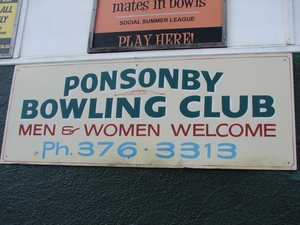 mates in bowls
SOCIAL SUMMER LEAGUE
PLAY HERE!
PONSONBY
BOWLING CLUB
MEN & WOMEN WELCOME
Ph. 376-3313